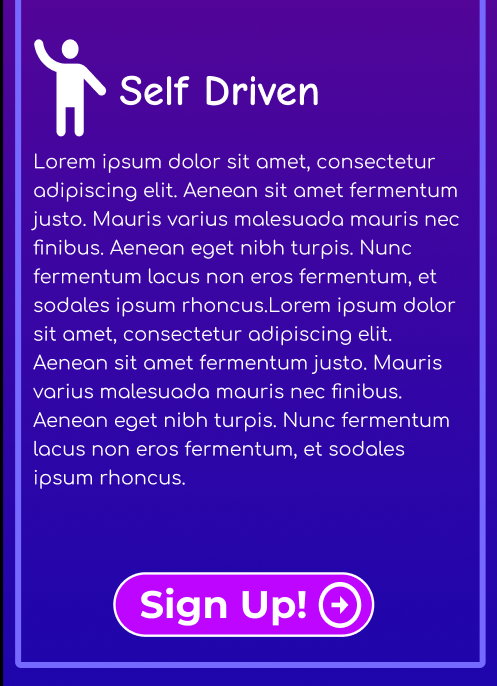 Self Driven
Lorem ipsum dolor sit amet, consectetur
adipiscing elit. Aenean sit amet fermentum
justo. Mauris varius malesuada mauris nec
finibus. Aenean eget nibh turpis. Nunc
fermentum lacus non eros fermentum, et
sodales ipsum rhoncus.Lorem ipsum dolor
sit amet, consectetur adipiscing elit.
Aenean sit amet fermentum justo. Mauris
varius malesuada mauris nec finibus.
Aenean eget nibh turpis. Nunc fermentum
lacus non eros fermentum, et sodales
ipsum rhoncus.
Sign Up!